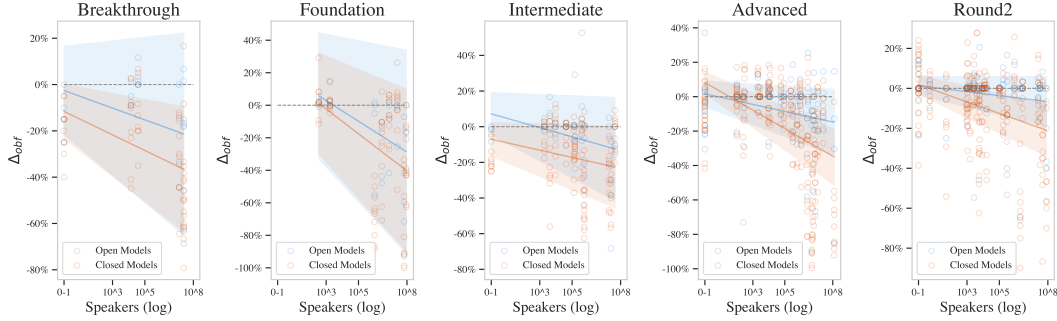 Breakthrough
Foundation
Intermediate
Advanced
Round2
Δobf
20%
0%
-20%
-40%
-60%
-80%
Open Models
Closed Models
0-1
10^3
10^5
10^8
Speakers (log)
Δobf
40%
20%
0%
-20%
-40%
-60%
-80%
-100%
Open Models
Closed Models
0-1
10^3
10^5
10^8
Speakers (log)
Δobf
40%
20%
0%
-20%
-40%
-60%
-80%
Open Models
Closed Models
0-1
10^3
10^5
10^8
Speakers (log)
Δobf
40%
20%
0%
-20%
-40%
-60%
-80%
-100%
Open Models
Closed Models
0-1
10^3
10^5
10^8
Speakers (log)
Δobf
20%
0%
-20%
-40%
-60%
-80%
Open Models
Closed Models
0-1
10^3
10^5
10^8
Speakers (log)